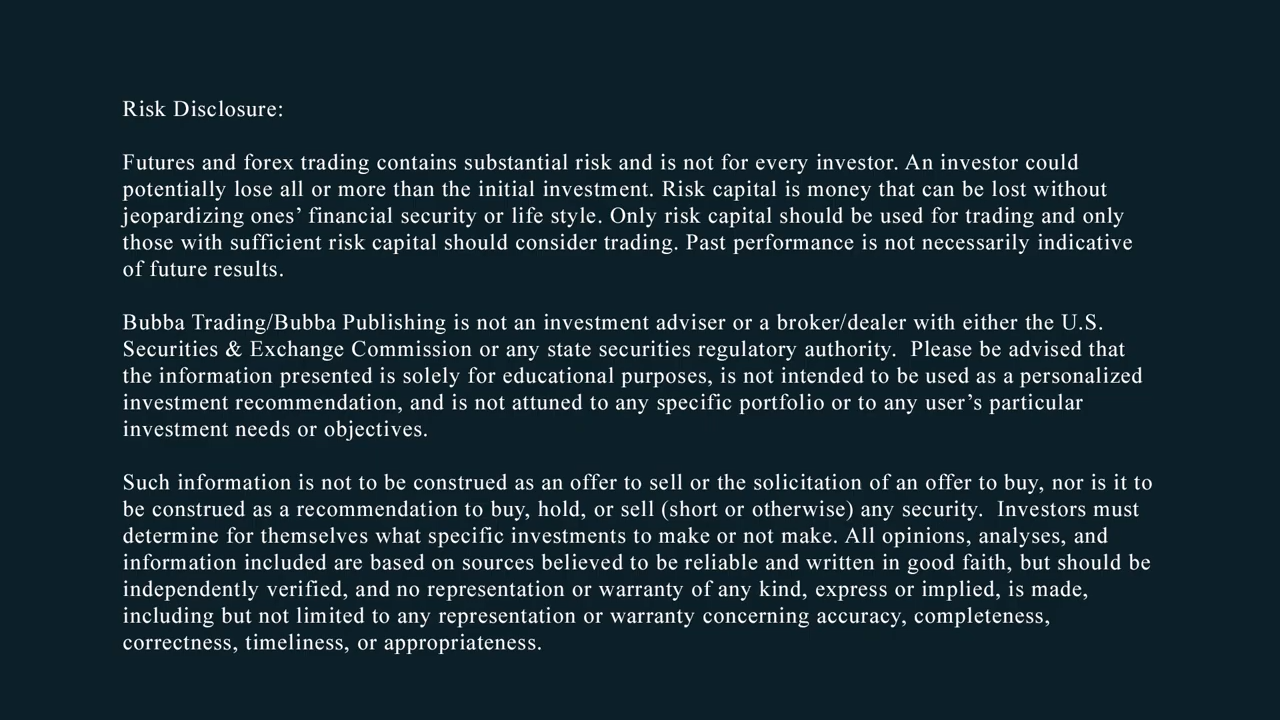 Risk Disclosure:
Futures and forex trading contains substantial risk and is not for every investor. An investor could
potentially lose all or more than the initial investment. Risk capital is money that can be lost without
jeopardizing ones’ financial security or life style. Only risk capital should be used for trading and only
those with sufficient risk capital should consider trading. Past performance is not necessarily indicative
of future results.
Bubba Trading/Bubba Publishing is not an investment adviser or a broker/dealer with either the U.S.
Securities & Exchange Commission or any state securities regulatory authority.  Please be advised that
the information presented is solely for educational purposes, is not intended to be used as a personalized
investment recommendation, and is not attuned to any specific portfolio or to any user’s particular
investment needs or objectives.
Such information is not to be construed as an offer to sell or the solicitation of an offer to buy, nor is it to
be construed as a recommendation to buy, hold, or sell (short or otherwise) any security.  Investors must
determine for themselves what specific investments to make or not make. All opinions, analyses, and
information included are based on sources believed to be reliable and written in good faith, but should be
independently verified, and no representation or warranty of any kind, express or implied, is made,
including but not limited to any representation or warranty concerning accuracy, completeness,
correctness, timeliness, or appropriateness.